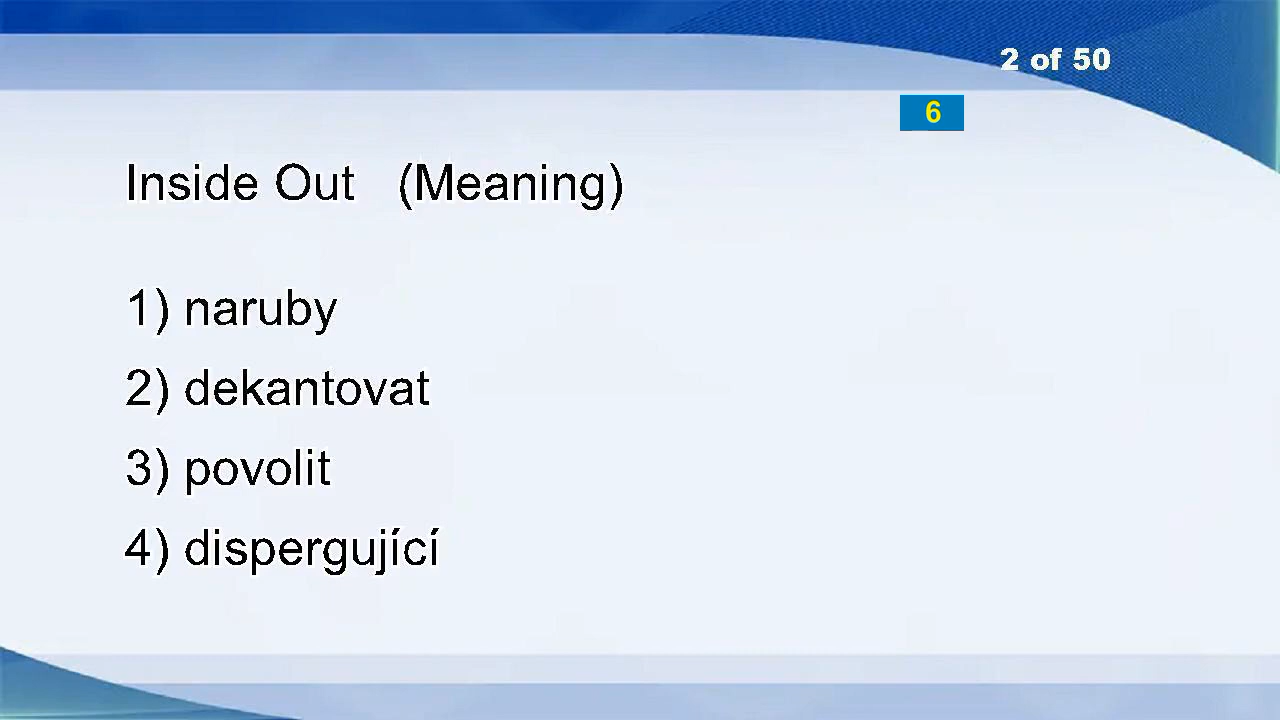 2 of 50
6
Inside Out (Meaning)
1) naruby
2) dekantovat
3) povolit
4) dispergující